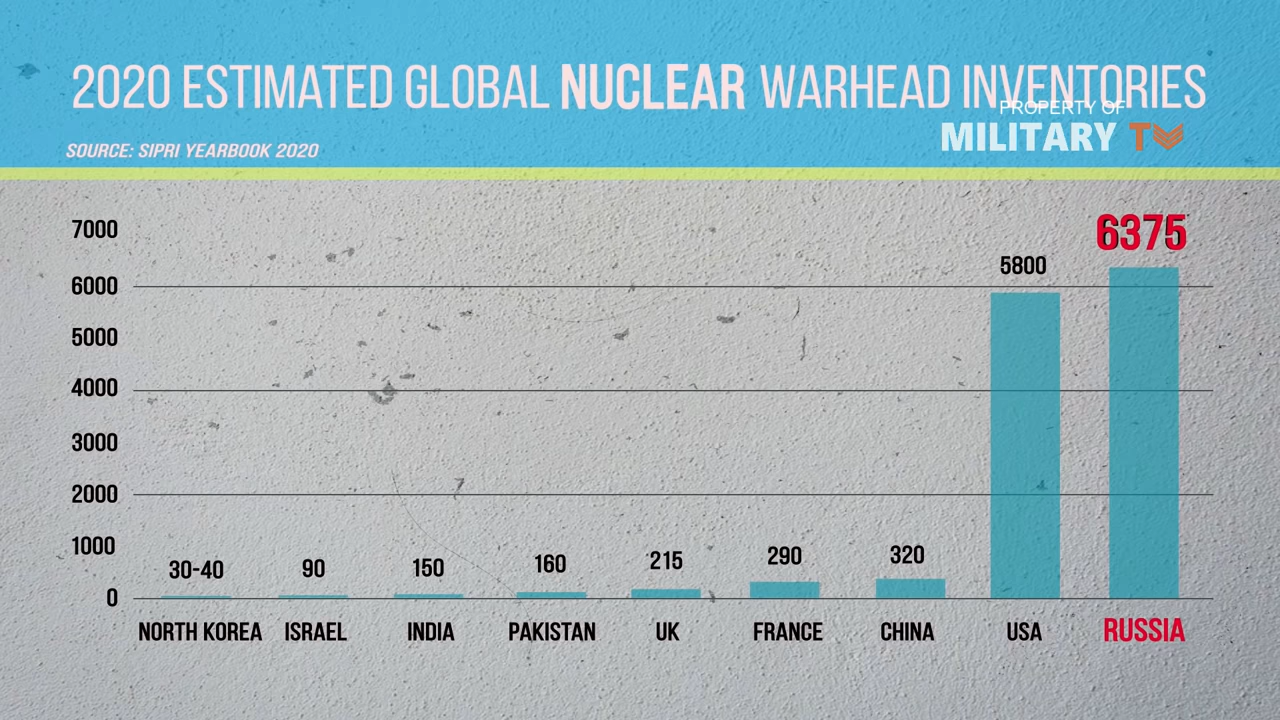 2020 ESTIMATED GLOBAL NUCLEAR WARHEAD INVENTORIES
PROPERTY OF
MILITARY TV
SOURCE: SIPRI YEARBOOK 2020
7000
6000
5000
4000
3000
2000
1000
0
30-40
90
150
160
215
290
320
5800
6375
NORTH KOREA
ISRAEL
INDIA
PAKISTAN
UK
FRANCE
CHINA
USA
RUSSIA